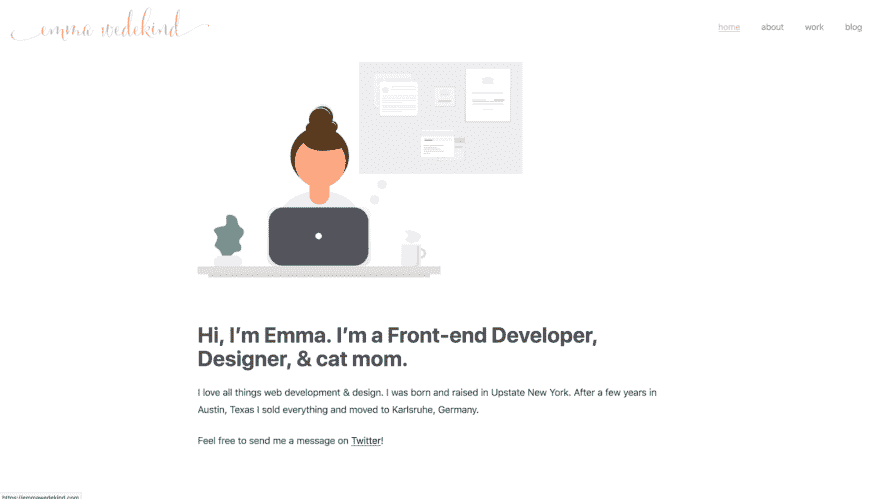 emma wedekind
home about work blog
Hi, I'm Emma. I'm a Front-end Developer,
Designer, & cat mom.
I love all things web development & design. I was born and raised in Upstate New York. After a few years in
Austin, Texas I sold everything and moved to Karlsruhe, Germany.
Feel free to send me a message on Twitter!
https://emmawedekind.com